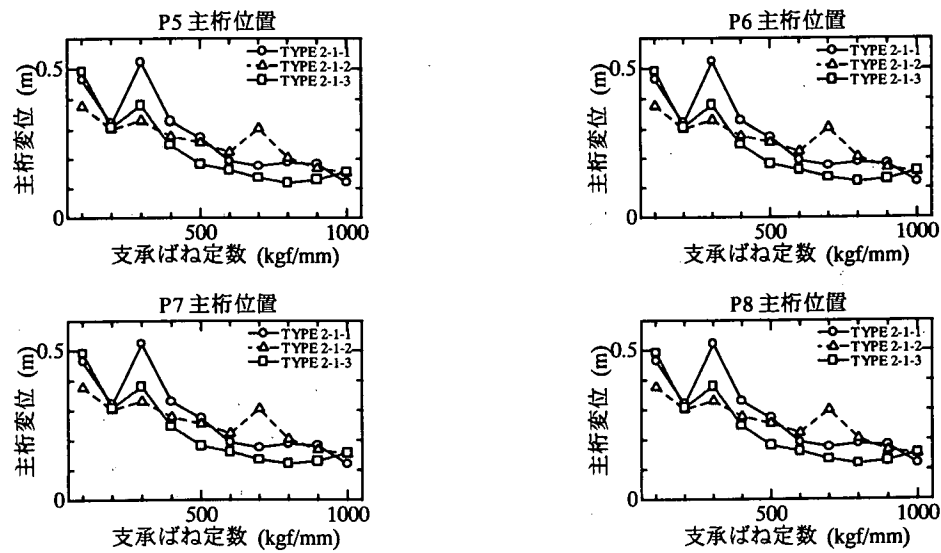 P5 主桁位置
TYPE 2-1-1
TYPE 2-1-2
TYPE 2-1-3
0.5
0
主桁変位 (m)
500
1000
支承ばね定数 (kgf/mm)
P6 主桁位置
TYPE 2-1-1
TYPE 2-1-2
TYPE 2-1-3
0.5
0
主桁変位 (m)
500
1000
支承ばね定数 (kgf/mm)
P7 主桁位置
TYPE 2-1-1
TYPE 2-1-2
TYPE 2-1-3
0.5
0
主桁変位 (m)
500
1000
支承ばね定数 (kgf/mm)
P8 主桁位置
TYPE 2-1-1
TYPE 2-1-2
TYPE 2-1-3
0.5
0
主桁変位 (m)
500
1000
支承ばね定数 (kgf/mm)